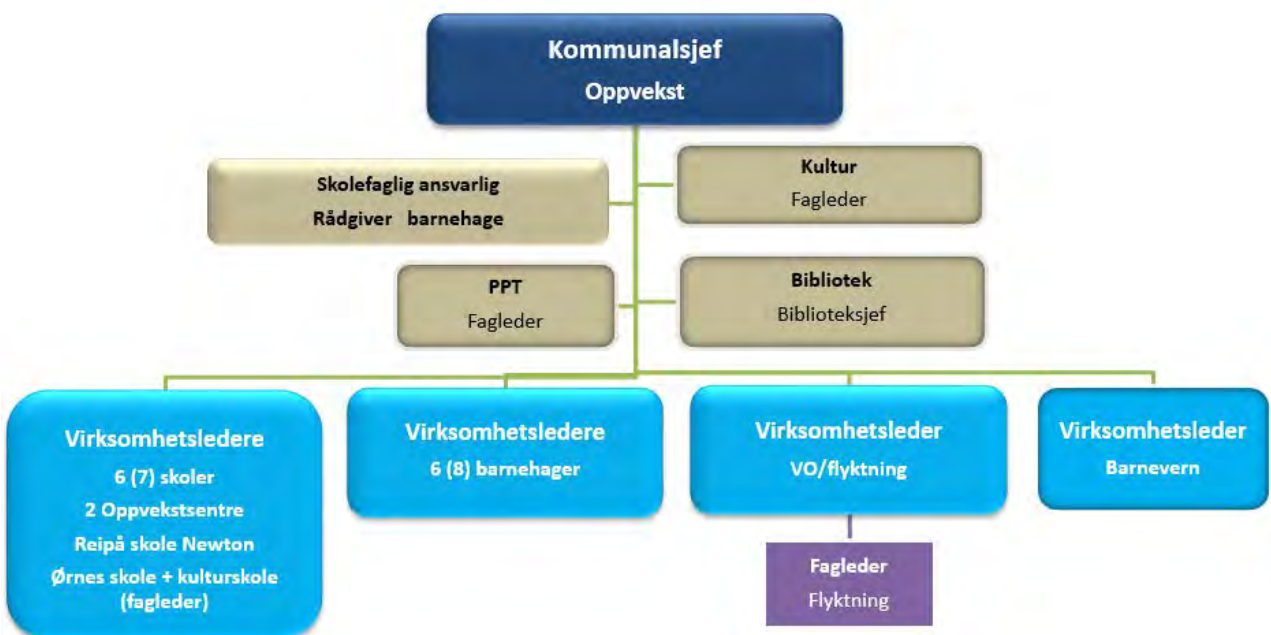 Kommunalsjef
Oppvekst
Skolefaglig ansvarlig
Rådgiver barnehage
Kultur
Fagleder
PPT
Fagleder
Bibliotek
Biblioteksjef
Virksomhetsledere
6 (7) skoler
2 Oppvekstsentre
Reipå skole Newton
Ørnes skole + kulturskole
(fagleder)
Virksomhetsledere
6 (8) barnehager
Virksomhetsleder
VO/flyktning
Fagleder
Flyktning
Virksomhetsleder
Barnevern